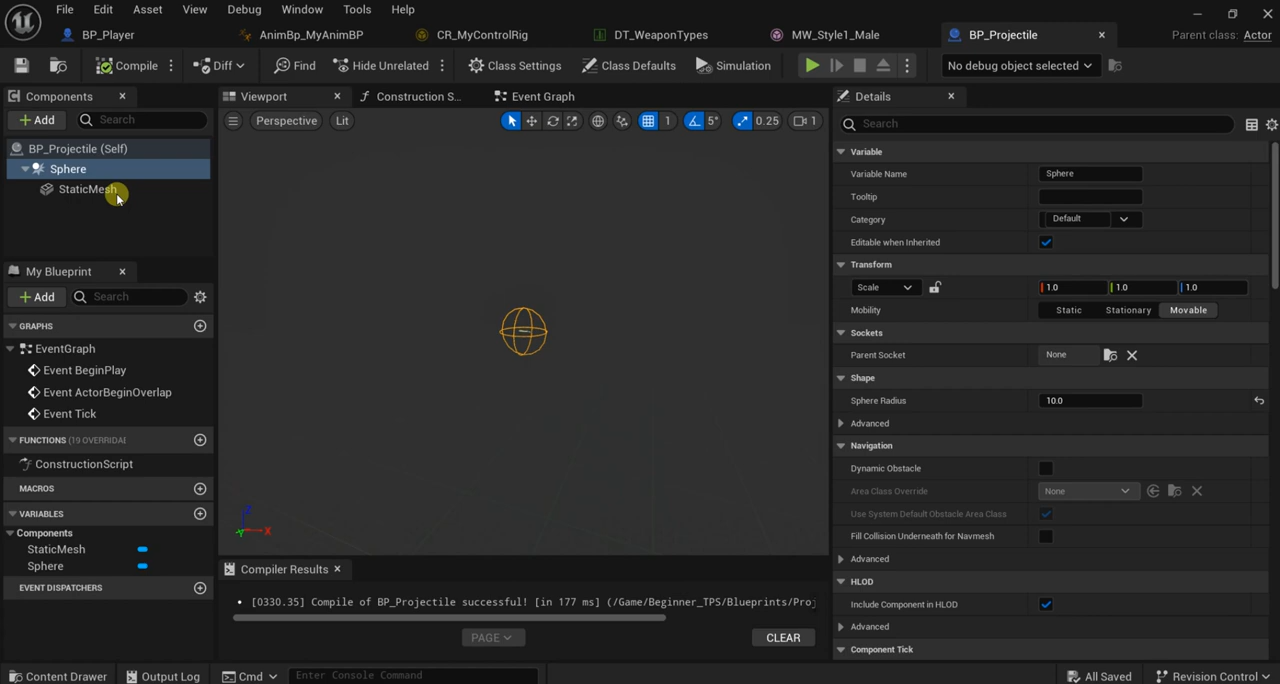 File Edit Asset View Debug Window Tools Help
BP_Player AnimBp_MyAnimBP CR_MyControlRig DT_WeaponTypes MW_Style1_Male BP_Projectile Parent class: Actor
Compile Diff Find Hide Unrelated Class Settings Class Defaults Simulation No debug object selected
Components
Add Search
BP_Projectile (Self)
Sphere
StaticMesh
My Blueprint
Add Search
GRAPHS
EventGraph
Event BeginPlay
Event ActorBeginOverlap
Event Tick
FUNCTIONS (19 OVERRIDAI
ConstructionScript
MACROS
VARIABLES
Components
StaticMesh
Sphere
EVENT DISPATCHERS
Viewport Construction S... Event Graph
Perspective Lit 1 5° 0.25 1
Z
X
Y
Compiler Results
[0330.35] Compile of BP_Projectile successful! [in 177 ms] (/Game/Beginner_TPS/Blueprints/Proj
PAGE CLEAR
Details
Search
Variable
Variable Name Sphere
Tooltip
Category Default
Editable when Inherited
Transform
Scale 1.0 1.0 1.0
Mobility Static Stationary Movable
Sockets
Parent Socket None
Shape
Sphere Radius 10.0
Advanced
Navigation
Dynamic Obstacle
Area Class Override None
Use System Default Obstacle Area Class
Fill Collision Underneath for Navmesh
Advanced
HLOD
Include Component in HLOD
Advanced
Component Tick
Content Drawer Output Log Cmd Enter Console Command All Saved Revision Control